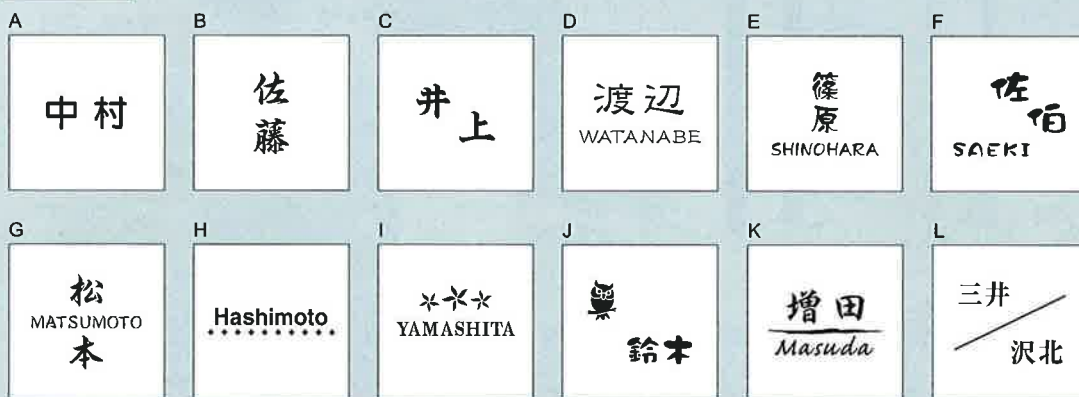 A
中村
B
佐藤
C
井上
D
渡辺
WATANABE
E
篠原
SHINOHARA
F
佐伯
SAEKI
G
松
MATSUMOTO
本
H
Hashimoto
I
YAMASHITA
J
鈴木
K
増田
Masuda
L
三井
沢北